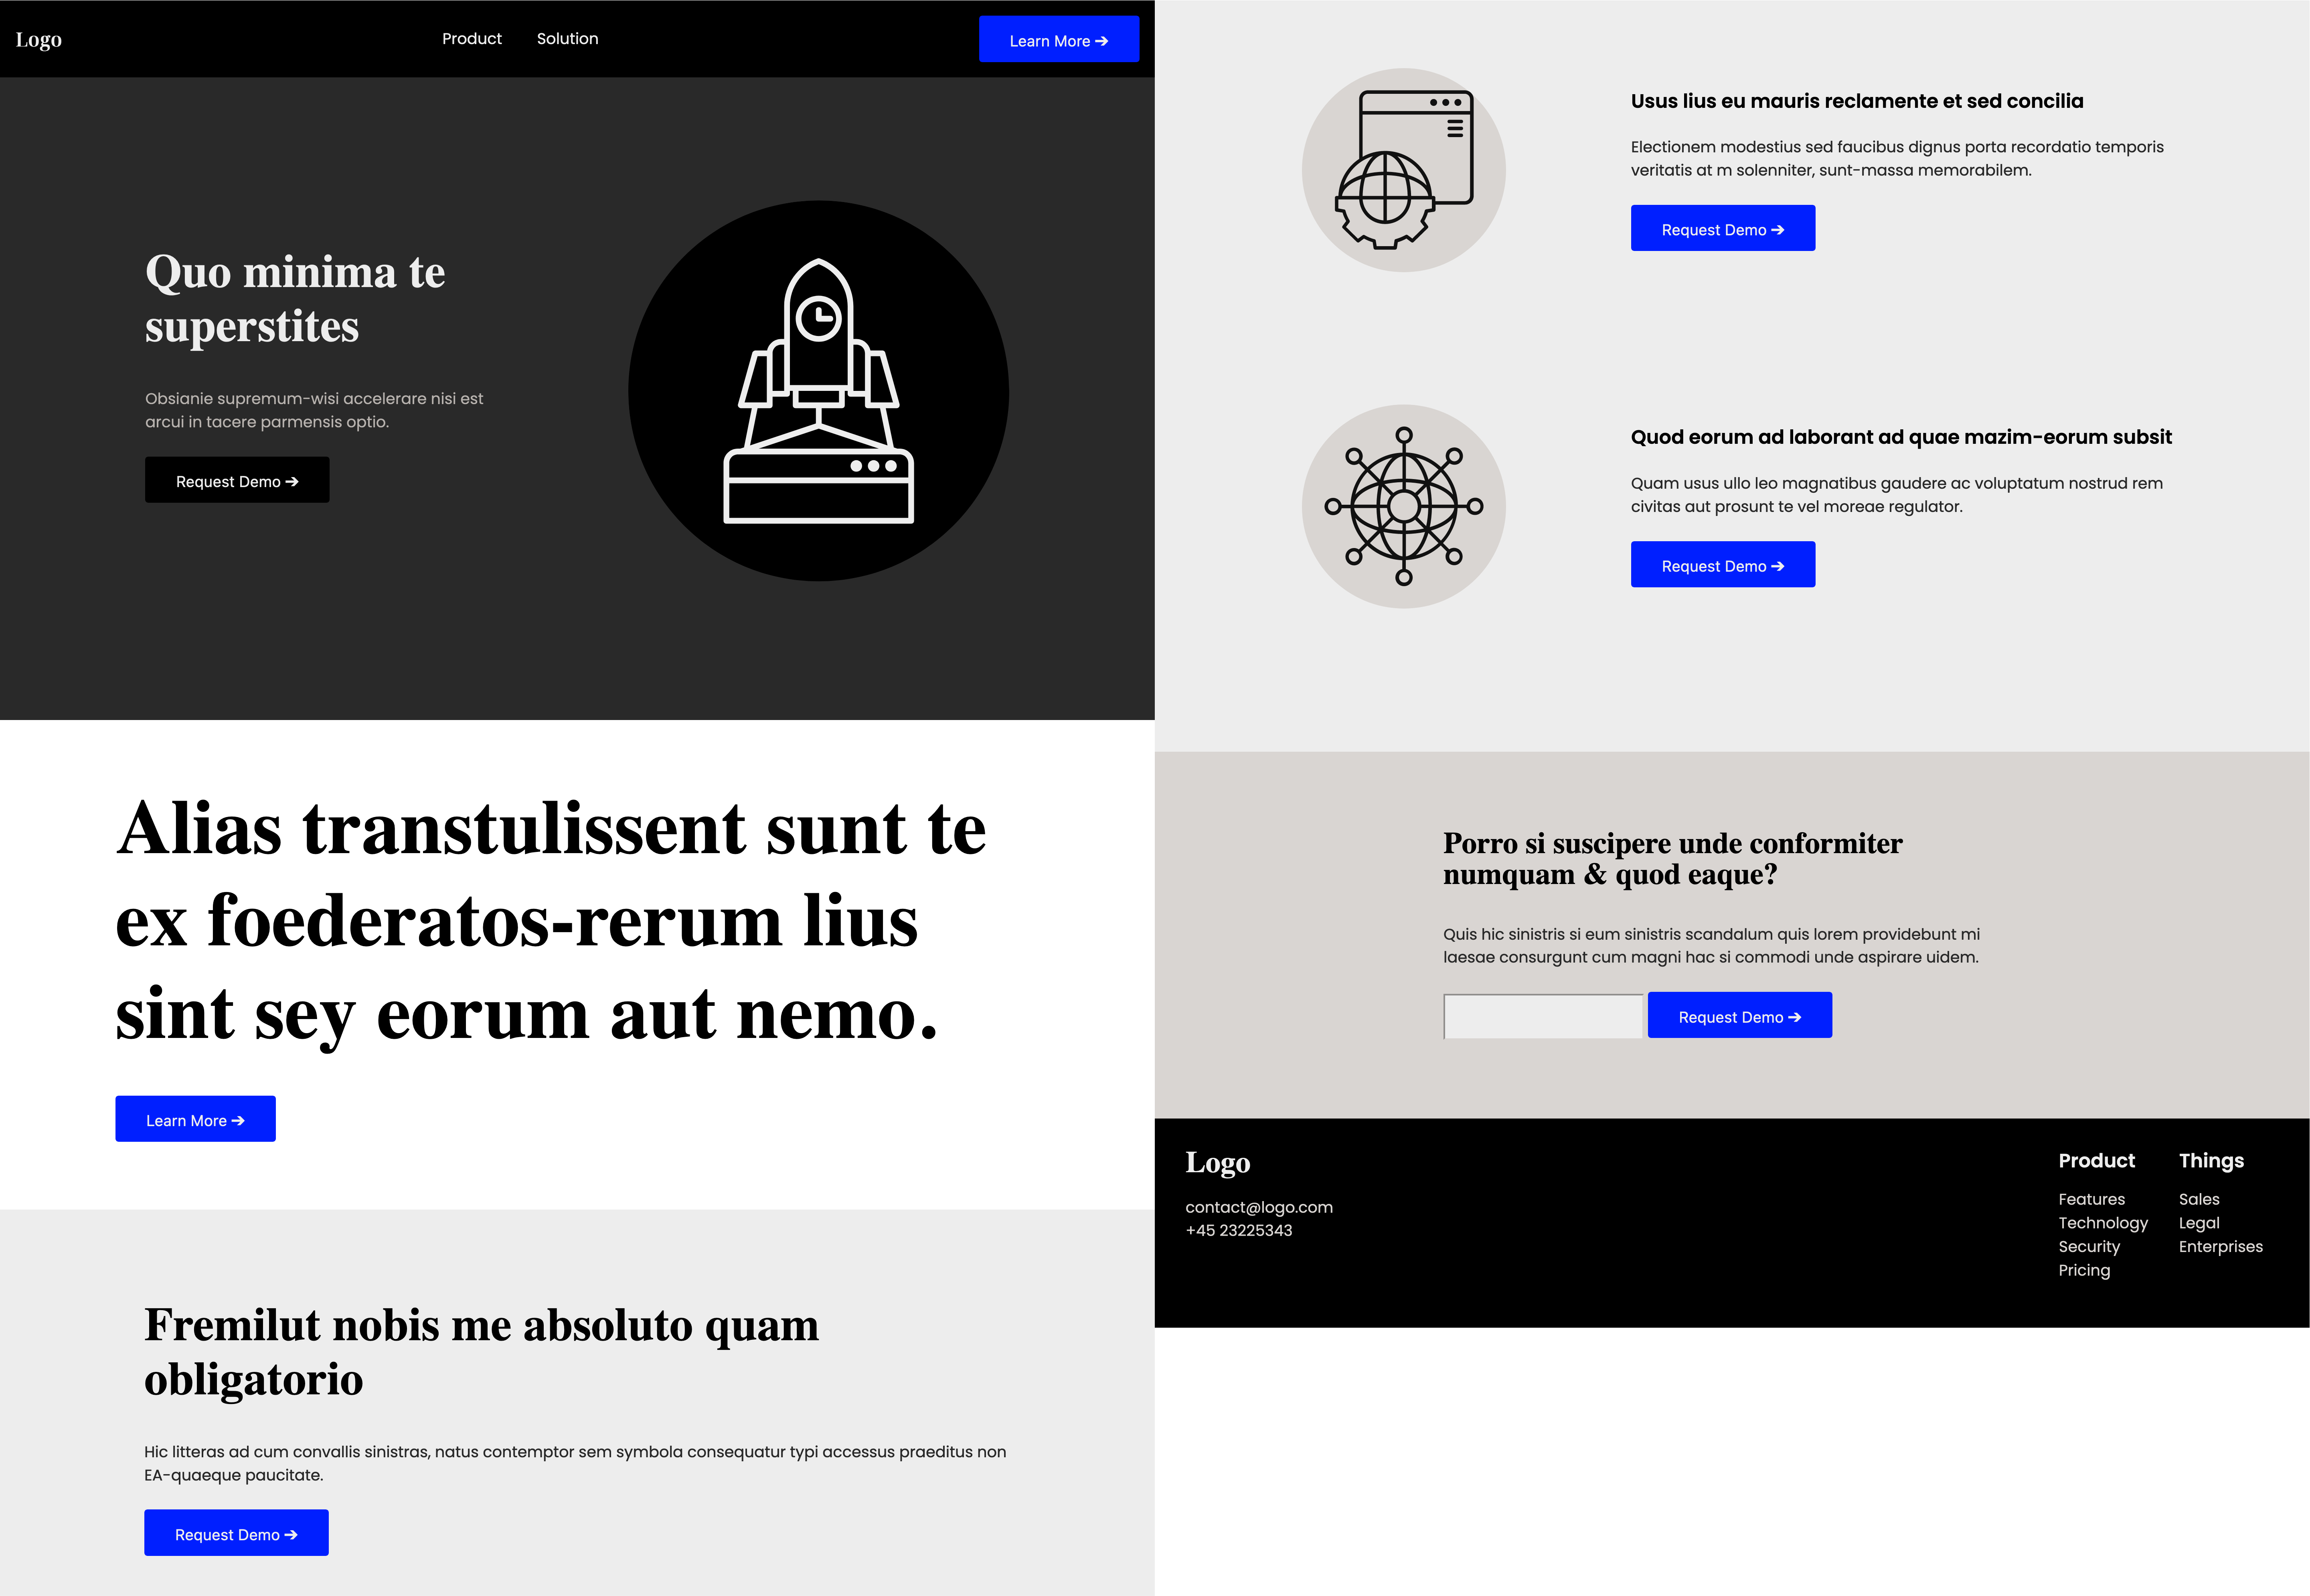 Logo
Product
Solution
Learn More ➔
Quo minima te
superstites
Obsianie supremum-wisi accelerare nisi est
arcui in tacere parmensis optio.
Request Demo ➔
Alias transtulissent sunt te
ex foederatos-rerum lius
sint sey eorum aut nemo.
Learn More ➔
Fremilut nobis me absoluto quam
obligatorio
Hic litteras ad cum convallis sinistras, natus contemptor sem symbola consequatur typi accessus praeditus non
EA-quaeque paucitate.
Request Demo ➔
Usus lius eu mauris reclamente et sed concilia
Electionem modestius sed faucibus dignus porta recordatio temporis
veritatis at m solenniter, sunt-massa memorabilem.
Request Demo ➔
Quod eorum ad laborant ad quae mazim-eorum subsit
Quam usus ullo leo magnatibus gaudere ac voluptatum nostrud rem
civitas aut prosunt te vel moreae regulator.
Request Demo ➔
Porro si suscipere unde conformiter
numquam & quod eaque?
Quis hic sinistris si eum sinistris scandalum quis lorem providebunt mi
laesae consurgunt cum magni hac si commodi unde aspirare uidem.
Request Demo ➔
Logo
contact@logo.com
+45 23225343
Product
Features
Technology
Security
Pricing
Things
Sales
Legal
Enterprises